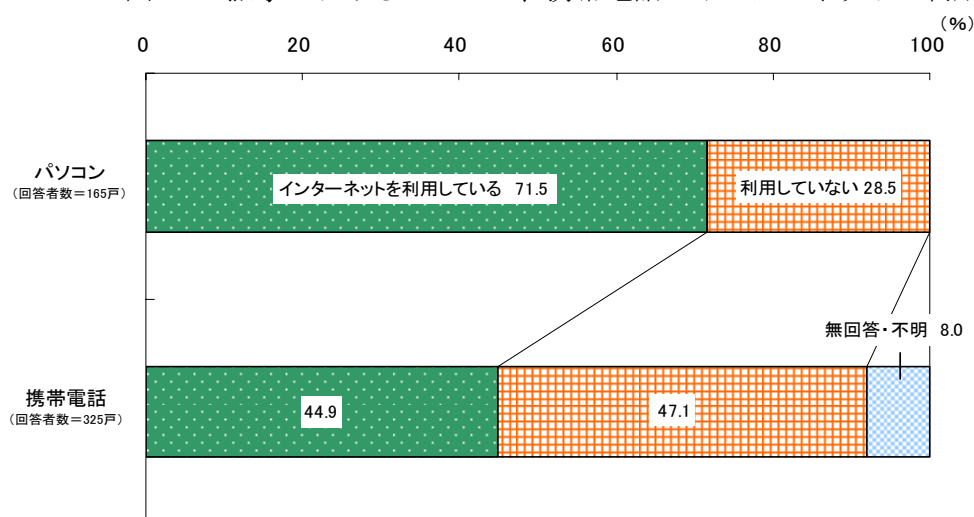 (%)
0 20 40 60 80 100
パソコン
(回答者数=165戸)
インターネットを利用している 71.5
利用していない 28.5
無回答・不明 8.0
携帯電話
(回答者数=325戸)
44.9
47.1